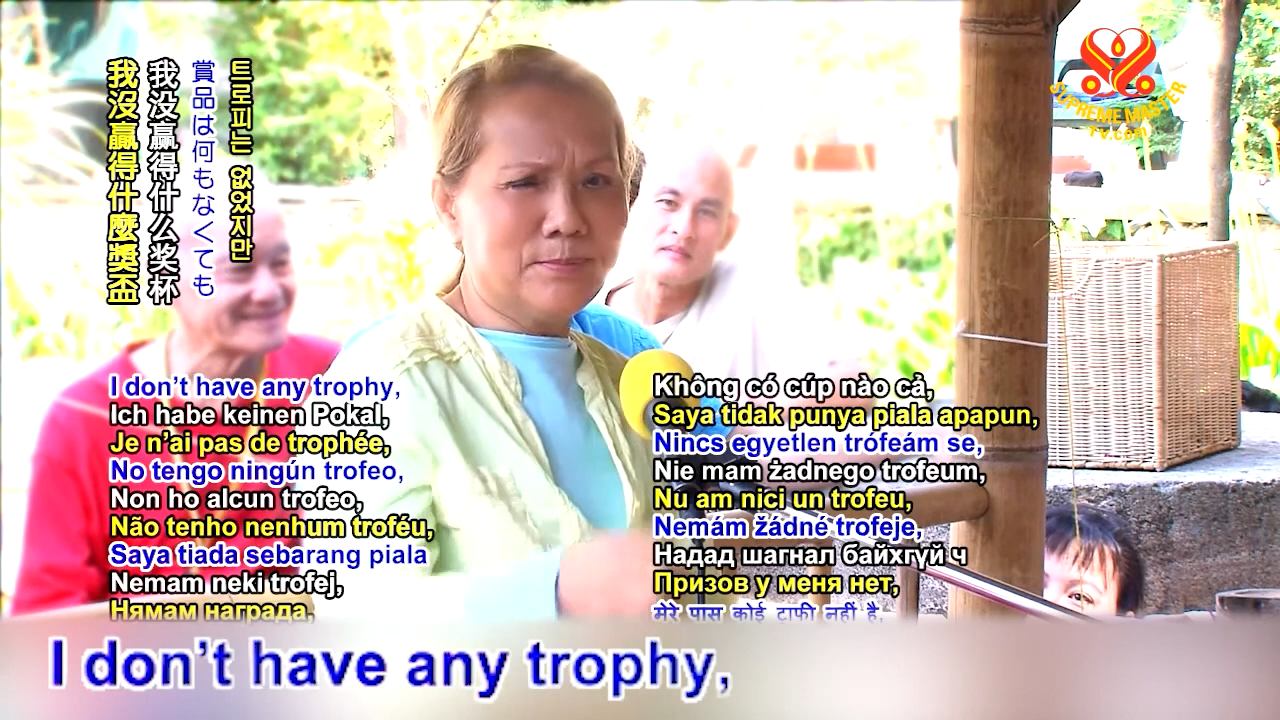 我沒贏得什麼獎盃
我没赢得什么奖杯
賞品は何もなくても
트로피는 없었지만
SUPREME MASTER
TV.com
I don't have any trophy,
Ich habe keinen Pokal,
Je n'ai pas de trophée,
No tengo ningún trofeo,
Non ho alcun trofeo,
Não tenho nenhum troféu,
Saya tiada sebarang piala
Nemam neki trofej,
Нямам награда,
Không có cúp nào cả,
Saya tidak punya piala apapun,
Nincs egyetlen trófeám se,
Nie mąm żadnego trofeum,
Nu am nici un trofeu,
Nemám žádné trofeje,
Надад шагнал байхгүй ч
Призов у меня нет,
मेरे पास कोई ट्राफी नहीं है,
I don't have any trophy,